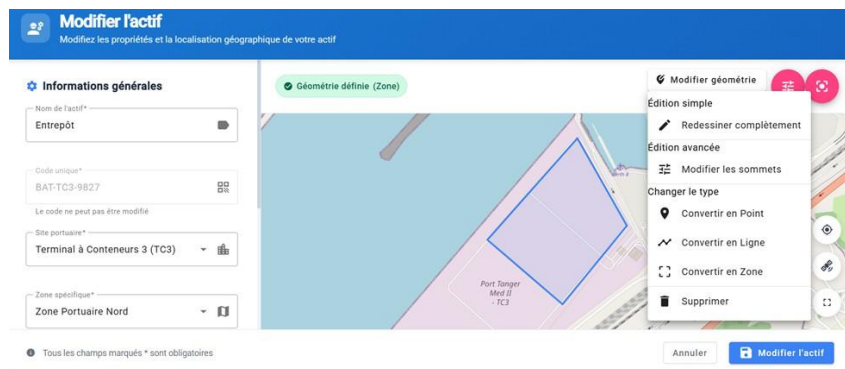 Modifier l'actif
Modifiez les propriétés et la localisation géographique de votre actif
Informations générales
Nom de l'actif*
Entrepôt
Code unique*
BAT-TC3-9827
Le code ne peut pas être modifié
Site portuaire*
Terminal à Conteneurs 3 (TC3)
Zone spécifique*
Zone Portuaire Nord
Géométrie définie (Zone)
Modifier géométrie
Édition simple
Redessiner complètement
Édition avancée
Modifier les sommets
Changer le type
Convertir en Point
Convertir en Ligne
Convertir en Zone
Supprimer
Port Tanger
Med II
- TC3
Tous les champs marqués * sont obligatoires
Annuler
Modifier l'actif